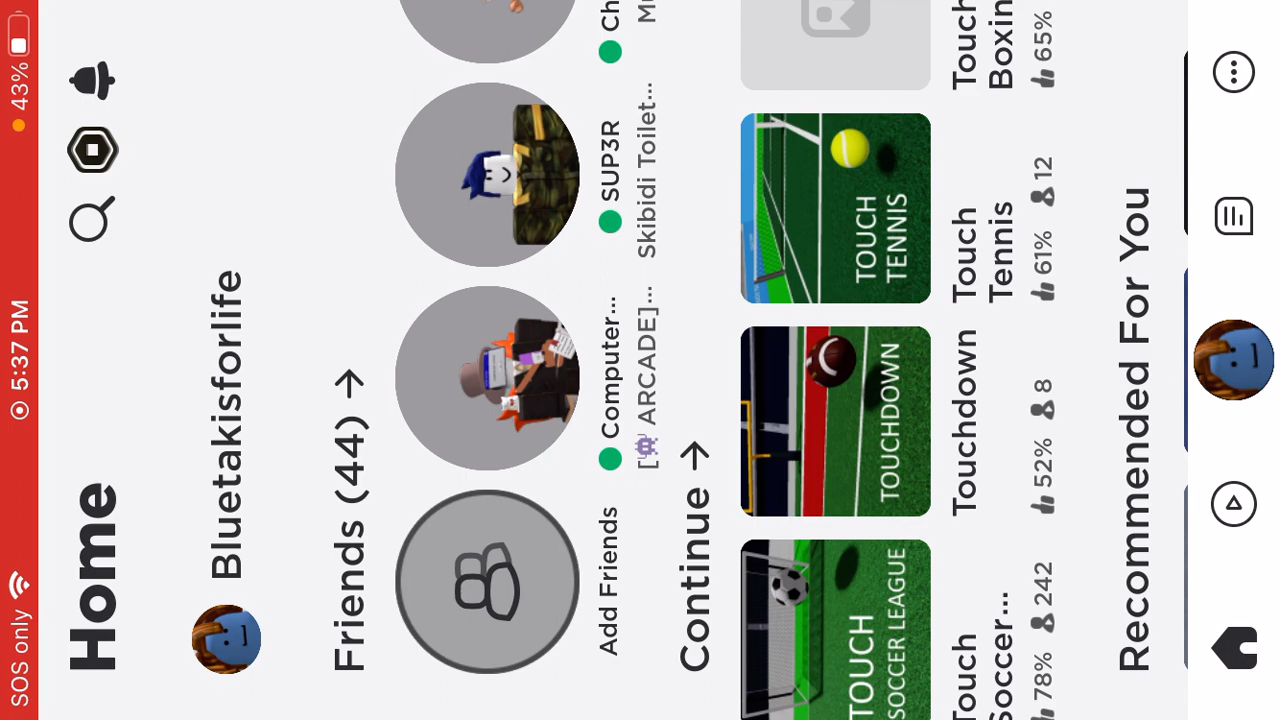 SOS only 5:37 PM 43%
Home
Bluetakisforlife
Friends (44) →
Add Friends
Computer...
[👾 ARCADE]...
SUP3R
Skibidi Toilet...
Ch
Continue →
TOUCH
SOCCER LEAGUE
Touch
Soccer...
78% 242
TOUCHDOWN
Touchdown
52% 8
TOUCH
TENNIS
Touch
Tennis
61% 12
Touch
Boxin
65%
Recommended For You